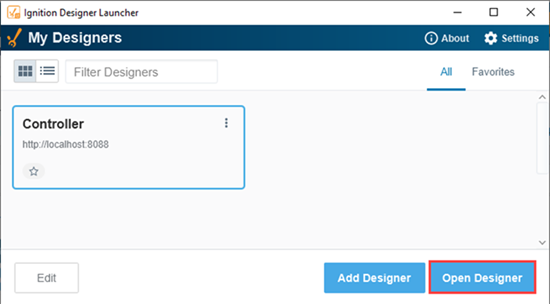 Ignition Designer Launcher
My Designers
About
Settings
Filter Designers
All
Favorites
Controller
http://localhost:8088
Edit
Add Designer
Open Designer